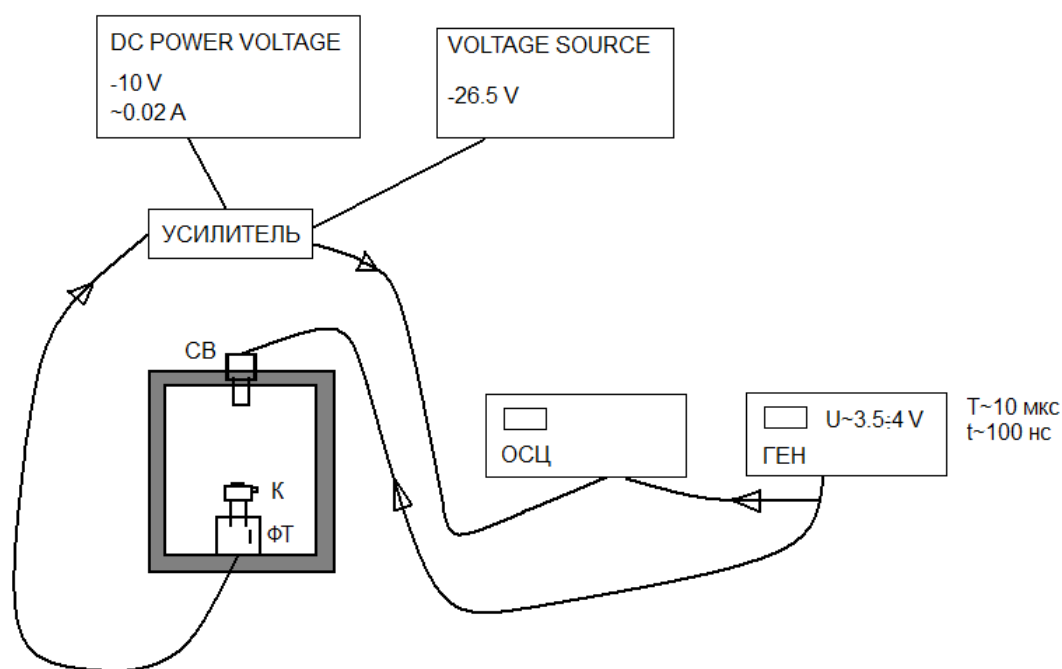 DC POWER VOLTAGE
-10 V
~0.02 A
VOLTAGE SOURCE
-26.5 V
УСИЛИТЕЛЬ
СВ
К
ФТ
ОСЦ
U~3.5÷4 V
ГЕН
T~10 мкс
t~100 нс